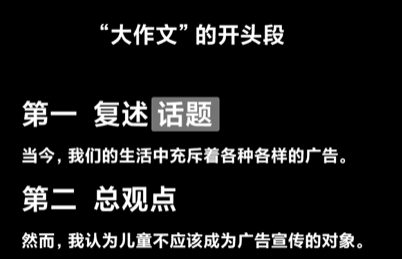 “大作文”的开头段
第一 复述话题
当今，我们的生活中充斥着各种各样的广告。
第二 总观点
然而，我认为儿童不应该成为广告宣传的对象。